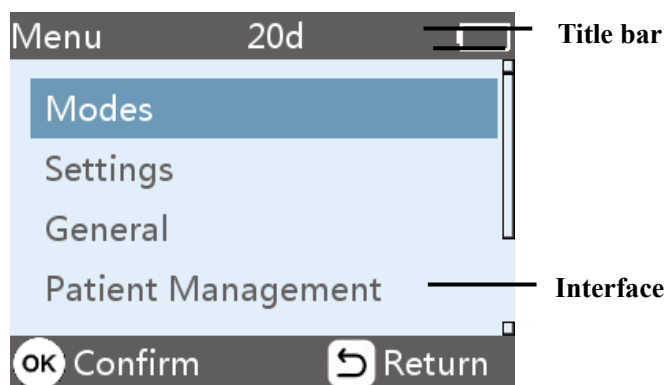 Menu 20d Title bar
Modes
Settings
General
Patient Management Interface
OK Confirm Return